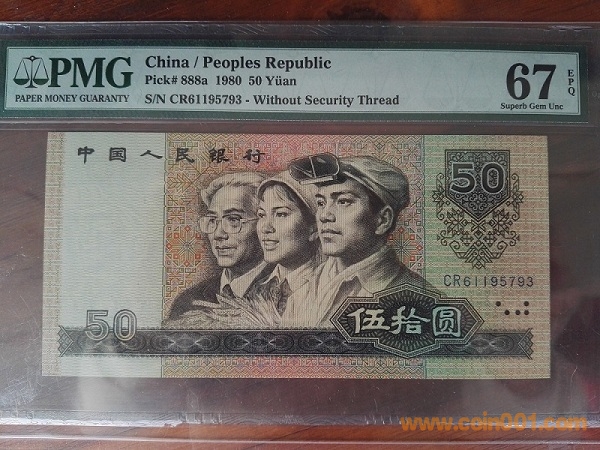 PMG
PAPER MONEY GUARANTY
China / Peoples Republic
Pick# 888a 1980 50 Yüan
S/N CR61195793 - Without Security Thread
67 EPQ
Superb Gem Unc
中国人民银行
50
CR61195793
50
伍拾圆
www.coin001.com